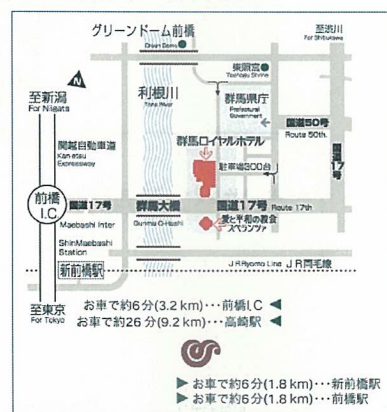 グリーンドーム前橋
Green Dome
至渋川
For Shibukawa
東照宮
Toshogu Shrine
至新潟
For Niigata
利根川
Tone River
群馬県庁
Prefectural
Government
国道50号
Route 50th.
関越自動車道
Kan-etsu
Expressway
群馬ロイヤルホテル
駐車場300台
国道17号
前橋
I.C.
国道17号
群馬大橋
国道17号
Route 17th
Maebashi Inter
Gunma O-Hashi
愛と平和の教会
スペランツァ
ShinMaebashi
Station
新前橋駅
J R Ryomo Line
J R 両毛線
至東京
For Tokyo
お車で約6分(3.2 km)・・・前橋I.C ◀
お車で約26分(9.2 km)・・・高崎駅 ◀
▶ お車で約6分(1.8 km)・・・新前橋駅
▶ お車で約6分(1.8 km)・・・前橋駅